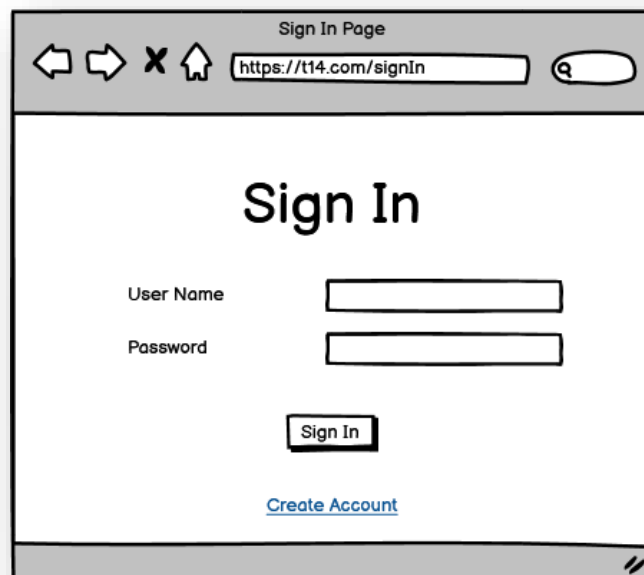 Sign In Page
https://t14.com/signIn
Sign In
User Name
Password
Sign In
Create Account